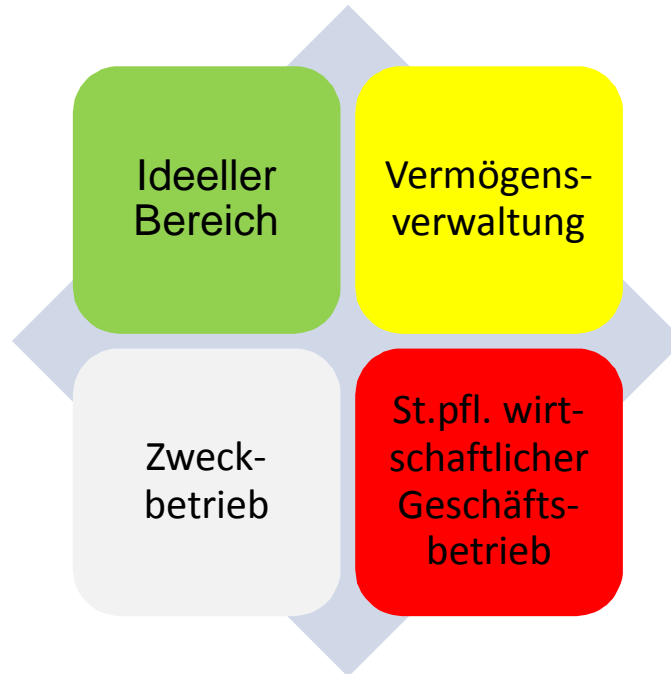 Ideeller
Bereich
Vermögens-
verwaltung
Zweck-
betrieb
St.pfl. wirt-
schaftlicher
Geschäfts-
betrieb